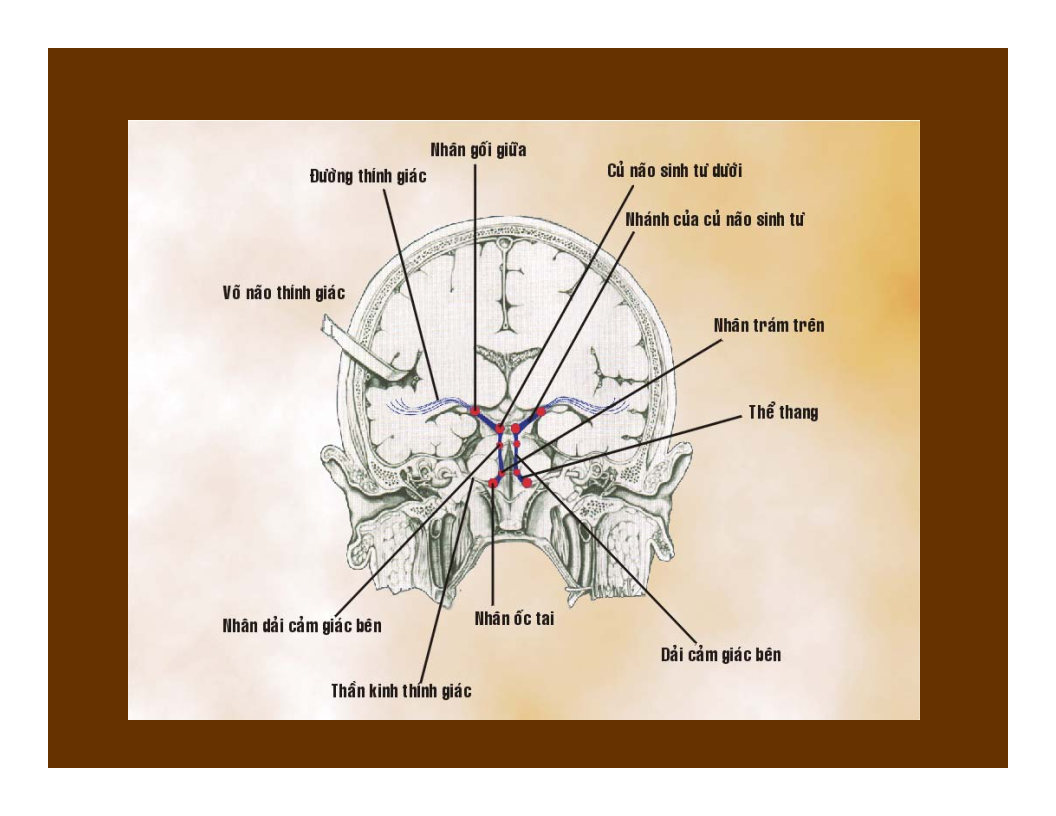 Nhân gối giữa
Đường thính giác
Củ não sinh tư dưới
Nhánh của củ não sinh tư
Võ não thính giác
Nhân trám trên
Thể thang
Nhân ốc tai
Nhân dải cảm giác bên
Dải cảm giác bên
Thần kinh thính giác